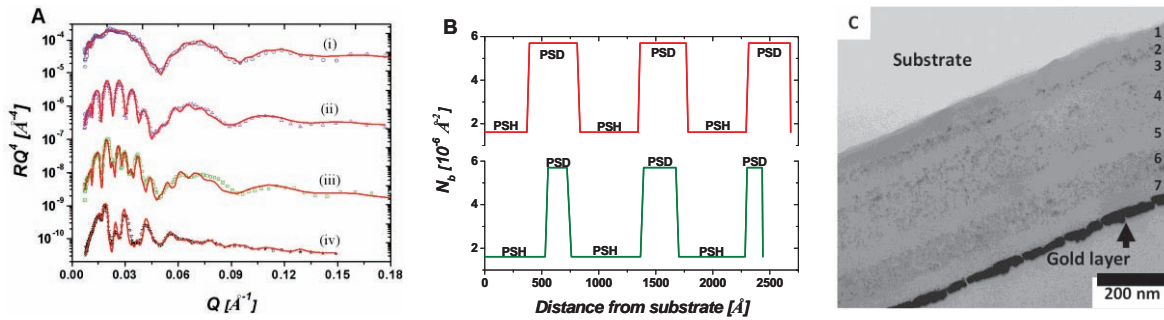 A
10⁻⁴
10⁻⁵
10⁻⁶
10⁻⁷
10⁻⁸
10⁻⁹
10⁻¹⁰
RQ⁴ [Å⁻⁴]
(i)
(ii)
(iii)
(iv)
0.00 0.03 0.06 0.09 0.12 0.15 0.18
Q [Å⁻¹]
B
6
4
2
6
4
2
N_b [10⁻⁶ Å⁻²]
PSD PSD PSD
PSH PSH PSH
PSD PSD PSD
PSH PSH PSH
0 500 1000 1500 2000 2500
Distance from substrate [Å]
C
Substrate
1
2
3
4
5
6
7
Gold layer
200 nm